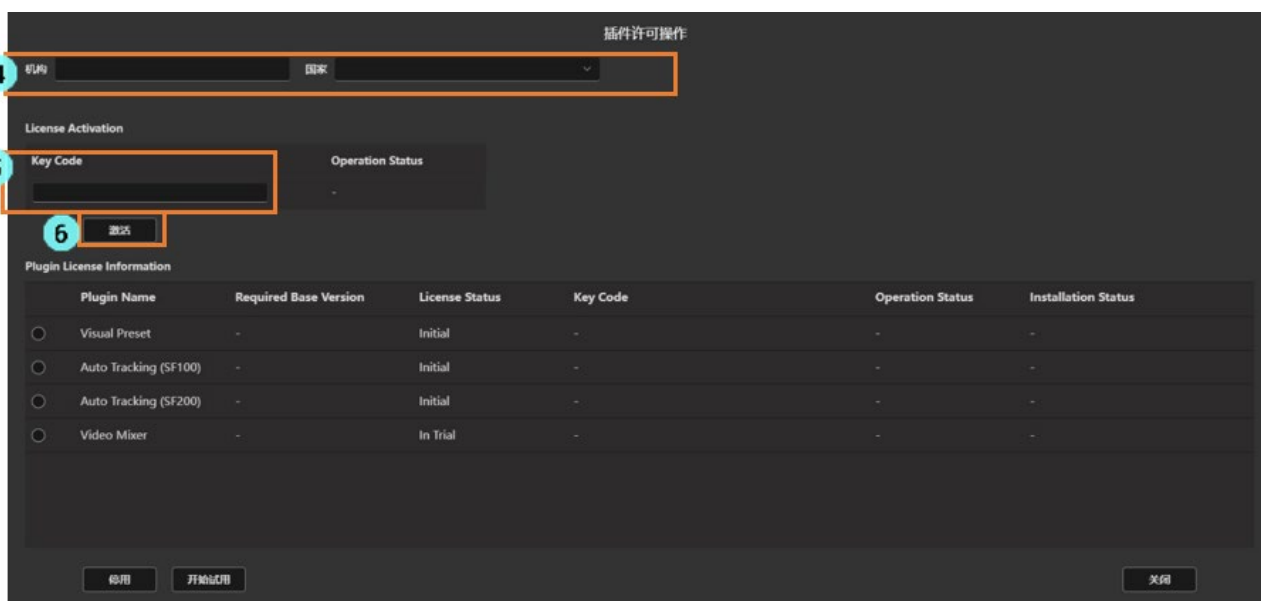 插件许可操作
4 机构 国家
License Activation
Key Code Operation Status
-
6 激活
Plugin License Information
Plugin Name Required Base Version License Status Key Code Operation Status Installation Status
Visual Preset - Initial - - -
Auto Tracking (SF100) - Initial - - -
Auto Tracking (SF200) - Initial - - -
Video Mixer - In Trial - - -
停用 开始试用 关闭